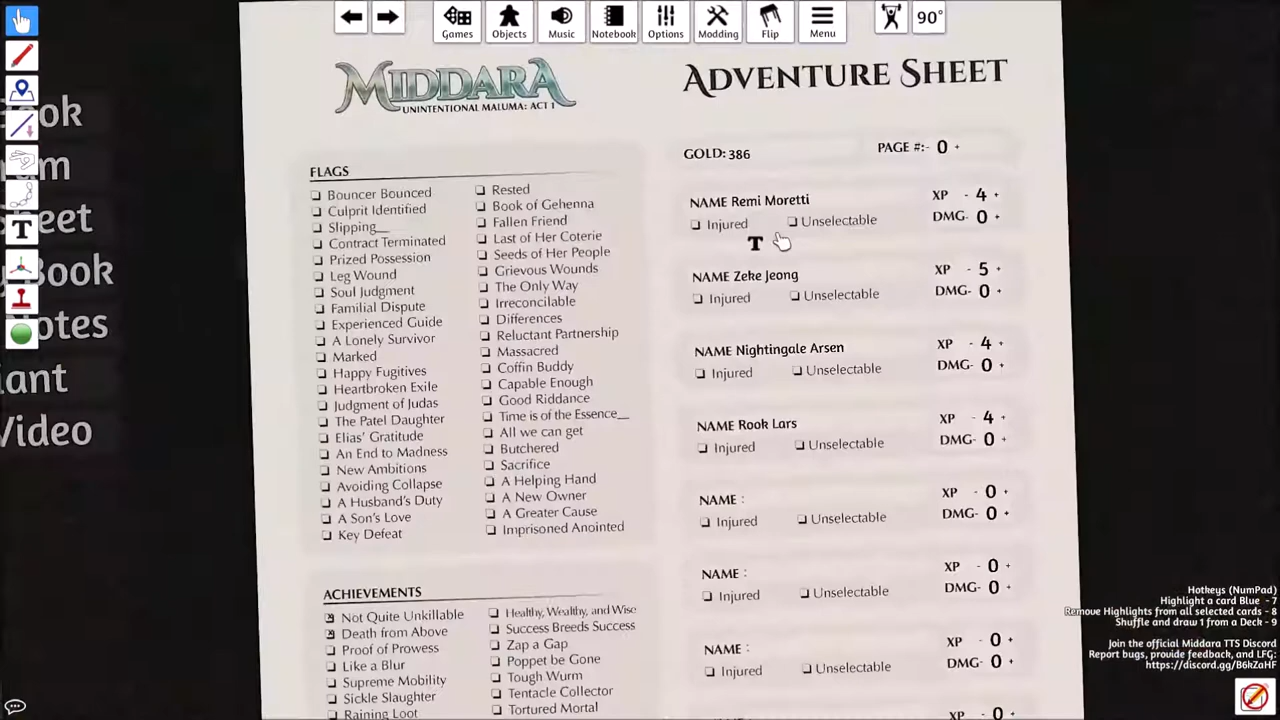 Games
Objects
Music
Notebook
Options
Modding
Flip
Menu
90°
ook
am
eet
Book
otes
iant
Video
T
MIDDARA
UNINTENTIONAL MALUMA: ACT 1
ADVENTURE SHEET
GOLD: 386
PAGE #:- 0 +
FLAGS
Bouncer Bounced
Culprit Identified
Slipping__
Contract Terminated
Prized Possession
Leg Wound
Soul Judgment
Familial Dispute
Experienced Guide
A Lonely Survivor
Marked
Happy Fugitives
Heartbroken Exile
Judgment of Judas
The Patel Daughter
Elias' Gratitude
An End to Madness
New Ambitions
Avoiding Collapse
A Husband's Duty
A Son's Love
Key Defeat
Rested
Book of Gehenna
Fallen Friend
Last of Her Coterie
Seeds of Her People
Grievous Wounds
The Only Way
Irreconcilable
Differences
Reluctant Partnership
Massacred
Coffin Buddy
Capable Enough
Good Riddance
Time is of the Essence__
All we can get
Butchered
Sacrifice
A Helping Hand
A New Owner
A Greater Cause
Imprisoned Anointed
ACHIEVEMENTS
Not Quite Unkillable
Death from Above
Proof of Prowess
Like a Blur
Supreme Mobility
Sickle Slaughter
Raining Loot
Healthy, Wealthy, and Wise
Success Breeds Success
Zap a Gap
Poppet be Gone
Tough Wurm
Tentacle Collector
Tortured Mortal
NAME Remi Moretti
XP - 4 +
Injured Unselectable
DMG- 0 +
T
NAME Zeke Jeong
XP - 5 +
Injured Unselectable
DMG- 0 +
NAME Nightingale Arsen
XP - 4 +
Injured Unselectable
DMG- 0 +
NAME Rook Lars
XP - 4 +
Injured Unselectable
DMG- 0 +
NAME :
XP - 0 +
Injured Unselectable
DMG- 0 +
NAME :
XP - 0 +
Injured Unselectable
DMG- 0 +
NAME :
XP - 0 +
Injured Unselectable
DMG- 0 +
XP - 0 +
Hotkeys (NumPad)
Highlight a card Blue - 7
Remove Highlights from all selected cards - 8
Shuffle and draw 1 from a Deck - 9
Join the official Middara TTS Discord
Report bugs, provide feedback, and LFG:
https://discord.gg/B6kZaHF